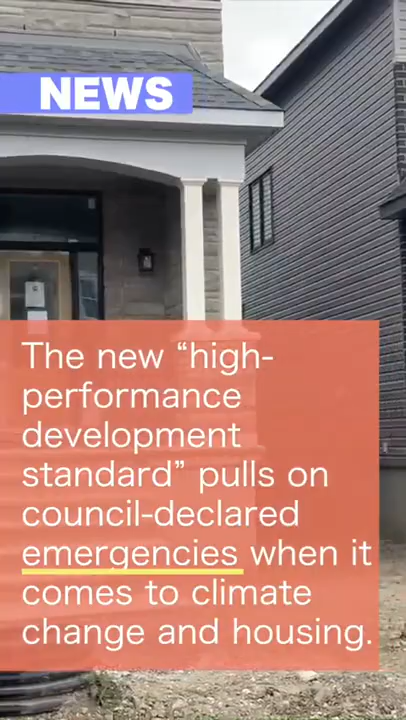 NEWS
The new “high-
performance
development
standard” pulls on
council-declared
emergencies when it
comes to climate
change and housing.